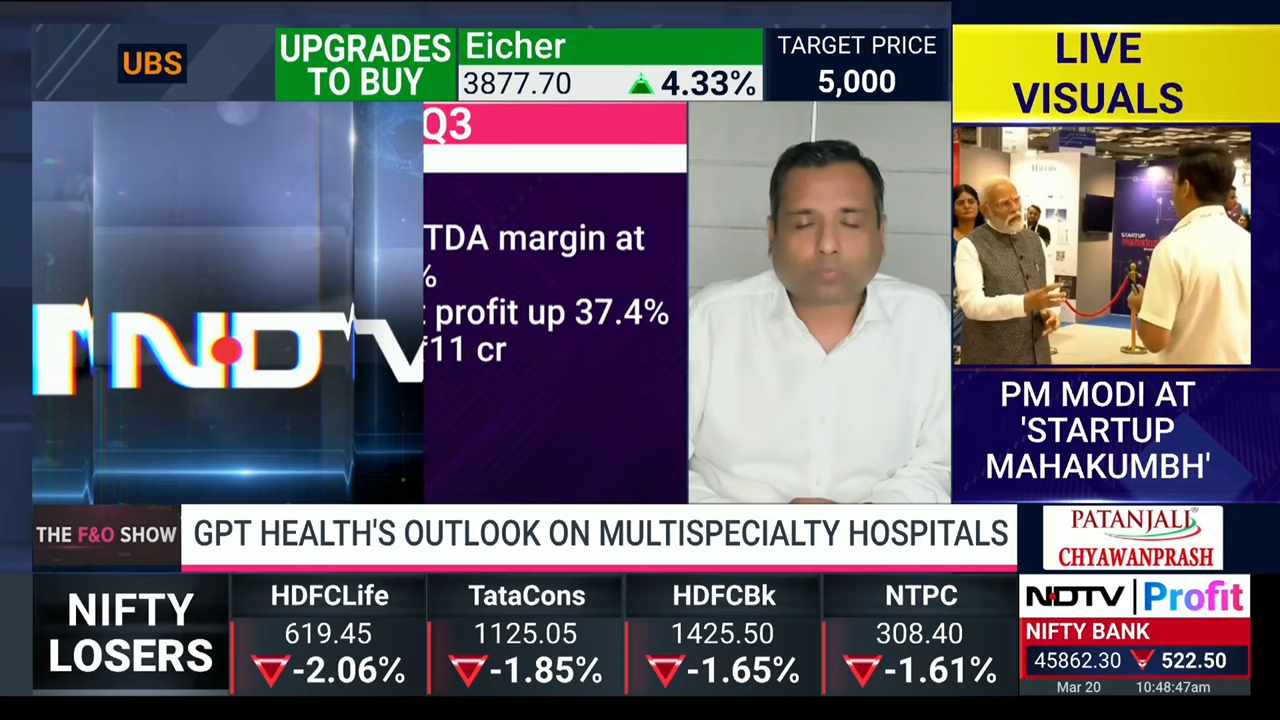 UBS
UPGRADES
TO BUY
Eicher
3877.70 4.33%
TARGET PRICE
5,000
LIVE
VISUALS
Q3
TDA margin at
%
profit up 37.4%
11 cr
NDTV
STARTUP
PM MODI AT
'STARTUP
MAHAKUMBH'
THE F&O SHOW
GPT HEALTH'S OUTLOOK ON MULTISPECIALTY HOSPITALS
PATANJALI
CHYAWANPRASH
NIFTY
LOSERS
HDFCLife
619.45
-2.06%
TataCons
1125.05
-1.85%
HDFCBk
1425.50
-1.65%
NTPC
308.40
-1.61%
NDTV Profit
NIFTY BANK
45862.30 522.50
Mar 20 10:48:47am